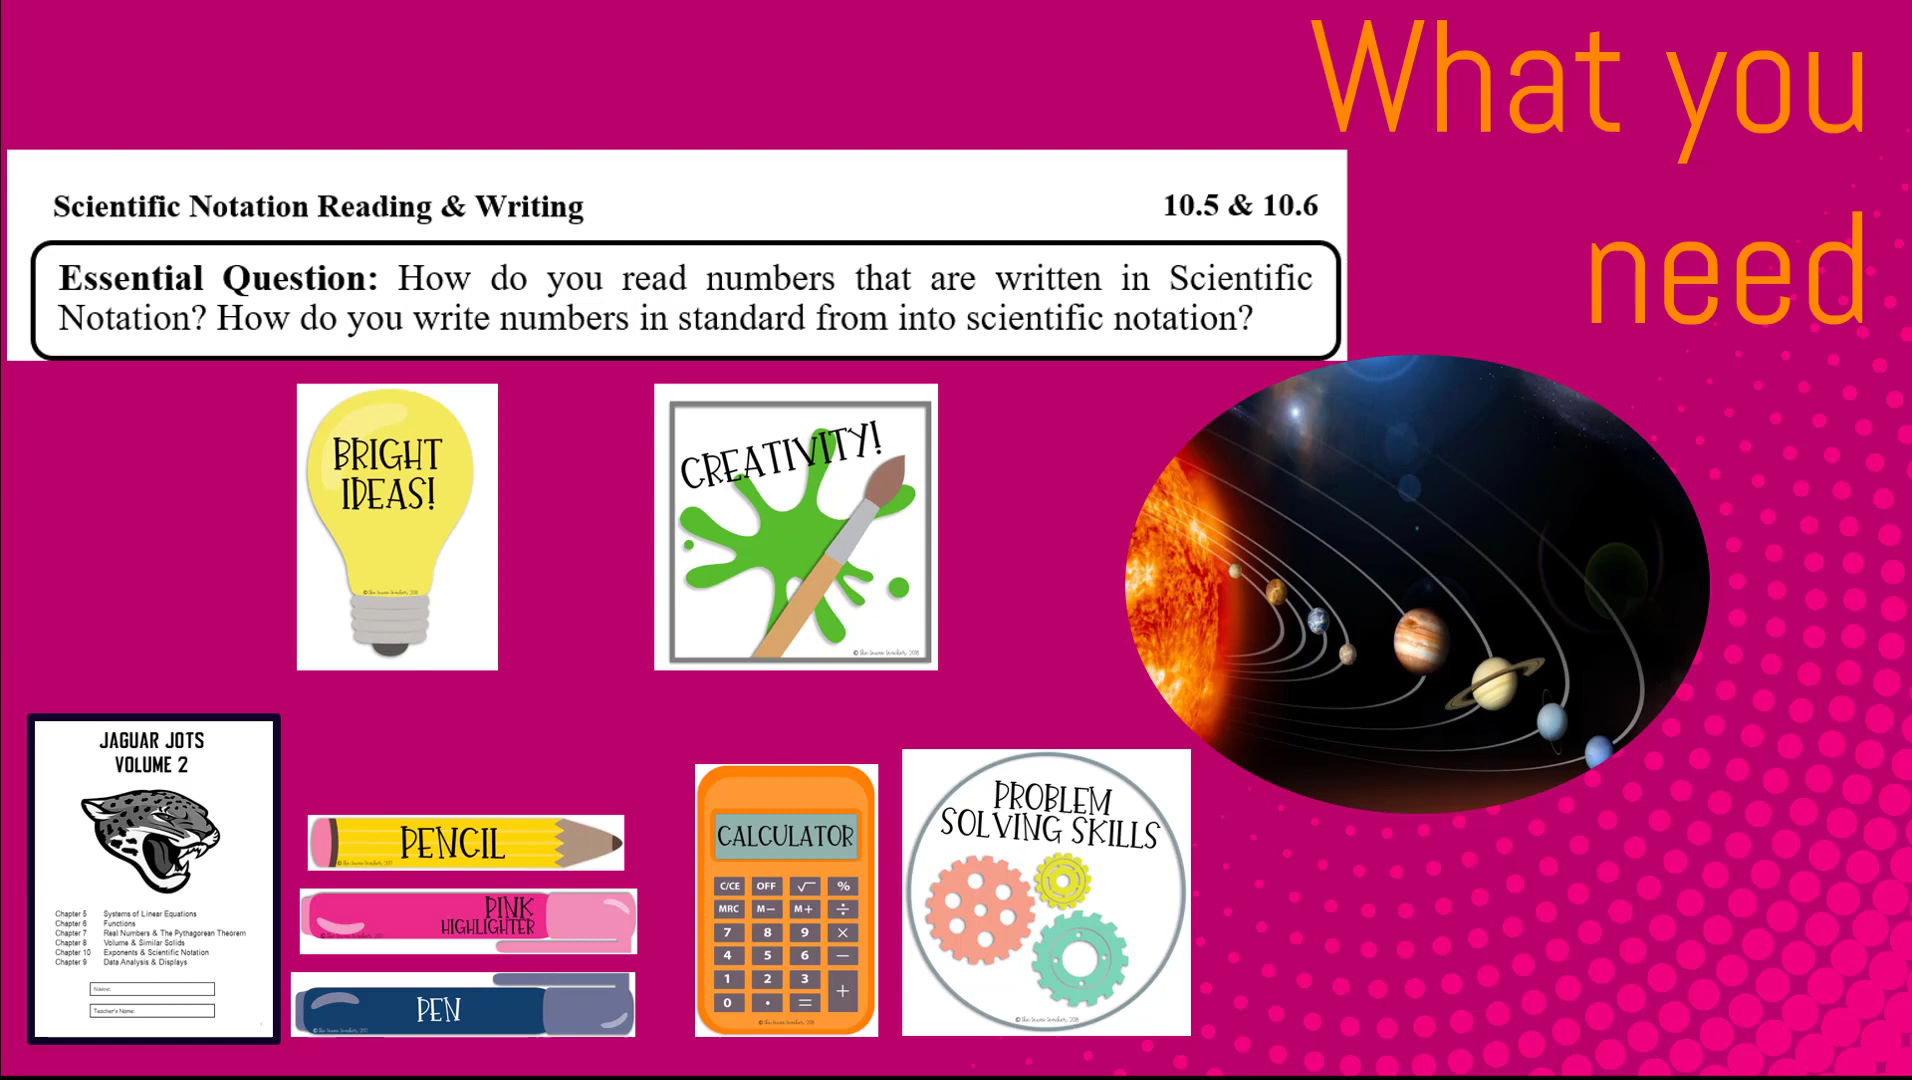 What you
need
Scientific Notation Reading & Writing 10.5 & 10.6
Essential Question: How do you read numbers that are written in Scientific
Notation? How do you write numbers in standard from into scientific notation?
BRIGHT
IDEAS!
CREATIVITY!
JAGUAR JOTS
VOLUME 2
Chapter 5 Systems of Linear Equations
Chapter 6 Functions
Chapter 7 Real Numbers & The Pythagorean Theorem
Chapter 8 Volume & Similar Solids
Chapter 10 Exponents & Scientific Notation
Chapter 9 Data Analysis & Displays
Name:
Teacher's Name:
PENCIL
PINK
HIGHLIGHTER
PEN
CALCULATOR
C/CE OFF √ %
MRC M− M+ ÷
7 8 9 ×
4 5 6 −
1 2 3 +
0 . =
PROBLEM
SOLVING SKILLS